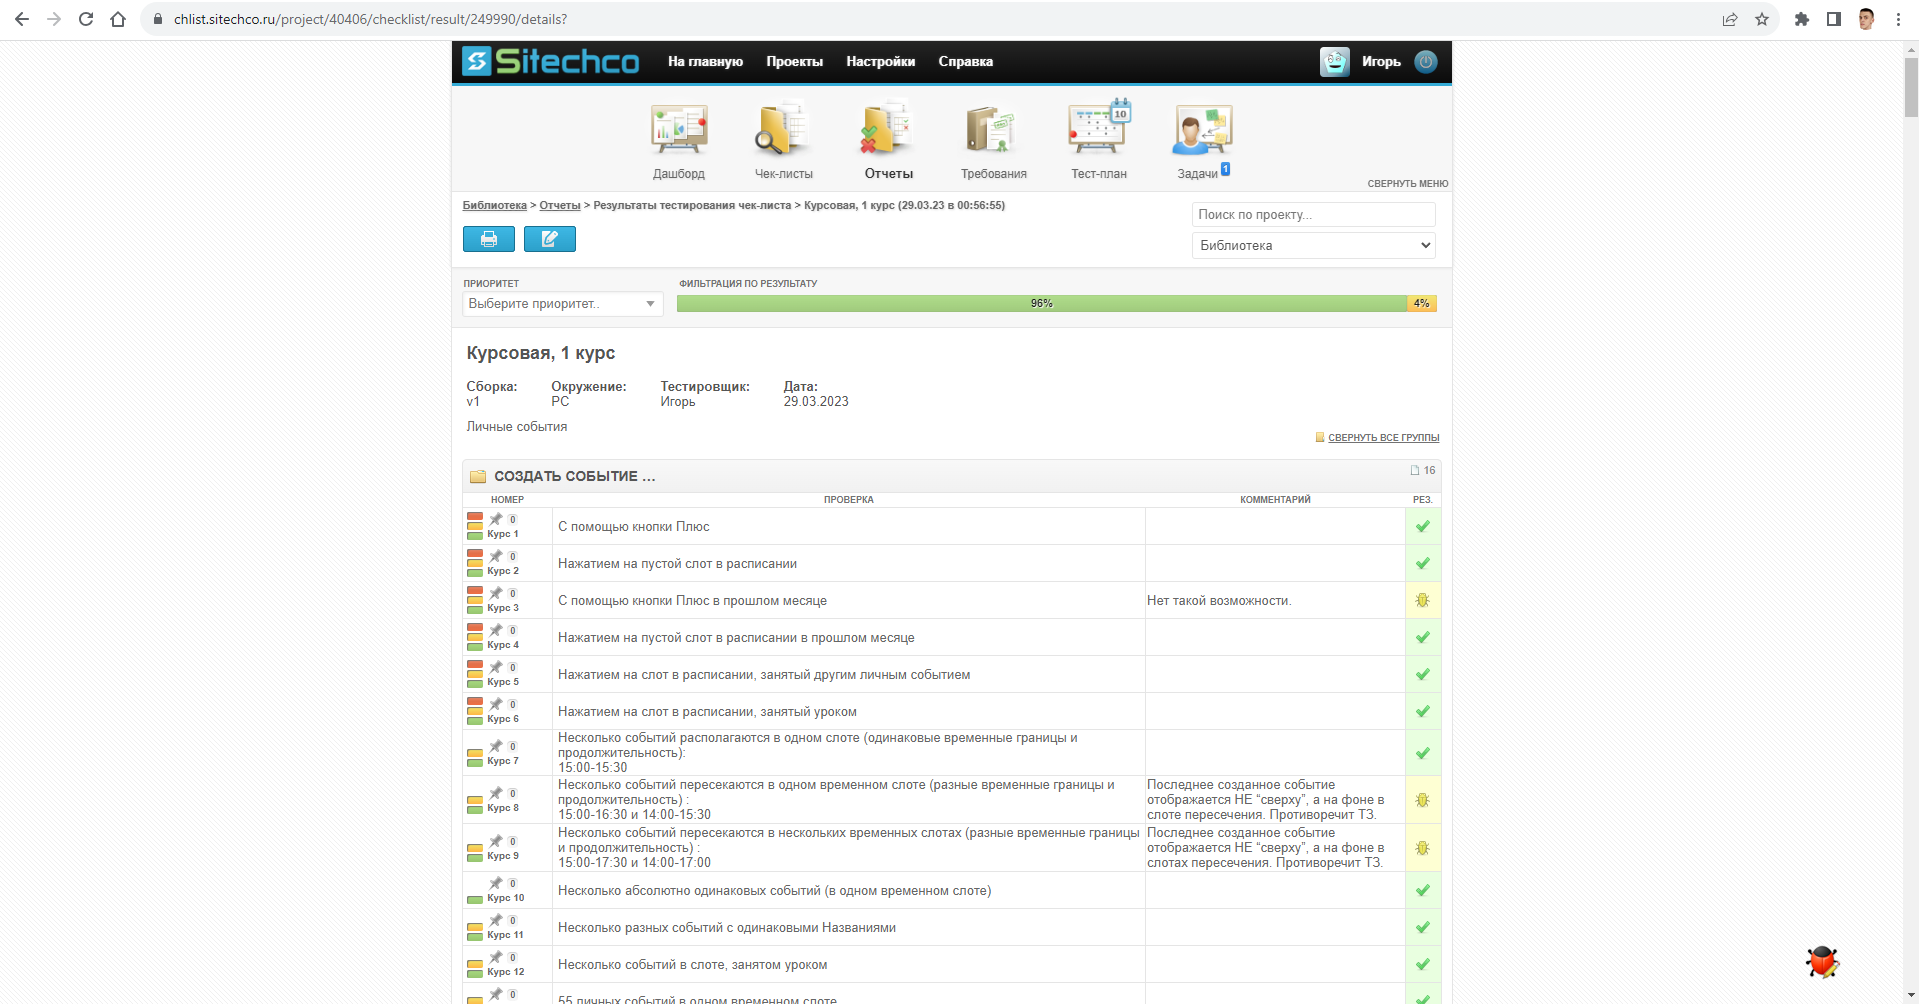 chlist.sitechco.ru/project/40406/checklist/result/249990/details?
Sitechco
На главную
Проекты
Настройки
Справка
Игорь
10
Дашборд
Чек-листы
Отчеты
Требования
Тест-план
Задачи
1
СВЕРНУТЬ МЕНЮ
Библиотека > Отчеты > Результаты тестирования чек-листа > Курсовая, 1 курс (29.03.23 в 00:56:55)
Поиск по проекту...
Библиотека
ПРИОРИТЕТ
ФИЛЬТРАЦИЯ ПО РЕЗУЛЬТАТУ
Выберите приоритет..
96%
4%
Курсовая, 1 курс
Сборка:
Окружение:
Тестировщик:
Дата:
v1
PC
Игорь
29.03.2023
Личные события
СВЕРНУТЬ ВСЕ ГРУППЫ
СОЗДАТЬ СОБЫТИЕ ...
16
НОМЕР
ПРОВЕРКА
КОММЕНТАРИЙ
РЕЗ.
0
Курс 1
С помощью кнопки Плюс
0
Курс 2
Нажатием на пустой слот в расписании
0
Курс 3
С помощью кнопки Плюс в прошлом месяце
Нет такой возможности.
0
Курс 4
Нажатием на пустой слот в расписании в прошлом месяце
0
Курс 5
Нажатием на слот в расписании, занятый другим личным событием
0
Курс 6
Нажатием на слот в расписании, занятый уроком
0
Курс 7
Несколько событий располагаются в одном слоте (одинаковые временные границы и
продолжительность):
15:00-15:30
0
Курс 8
Несколько событий пересекаются в одном временном слоте (разные временные границы и
продолжительность) :
15:00-16:30 и 14:00-15:30
Последнее созданное событие
отображается НЕ “сверху”, а на фоне в
слоте пересечения. Противоречит ТЗ.
0
Курс 9
Несколько событий пересекаются в нескольких временных слотах (разные временные границы
и продолжительность) :
15:00-17:30 и 14:00-17:00
Последнее созданное событие
отображается НЕ “сверху”, а на фоне в
слотах пересечения. Противоречит ТЗ.
0
Курс 10
Несколько абсолютно одинаковых событий (в одном временном слоте)
0
Курс 11
Несколько разных событий с одинаковыми Названиями
0
Курс 12
Несколько событий в слоте, занятом уроком
0
55 личных событий в одном временном слоте